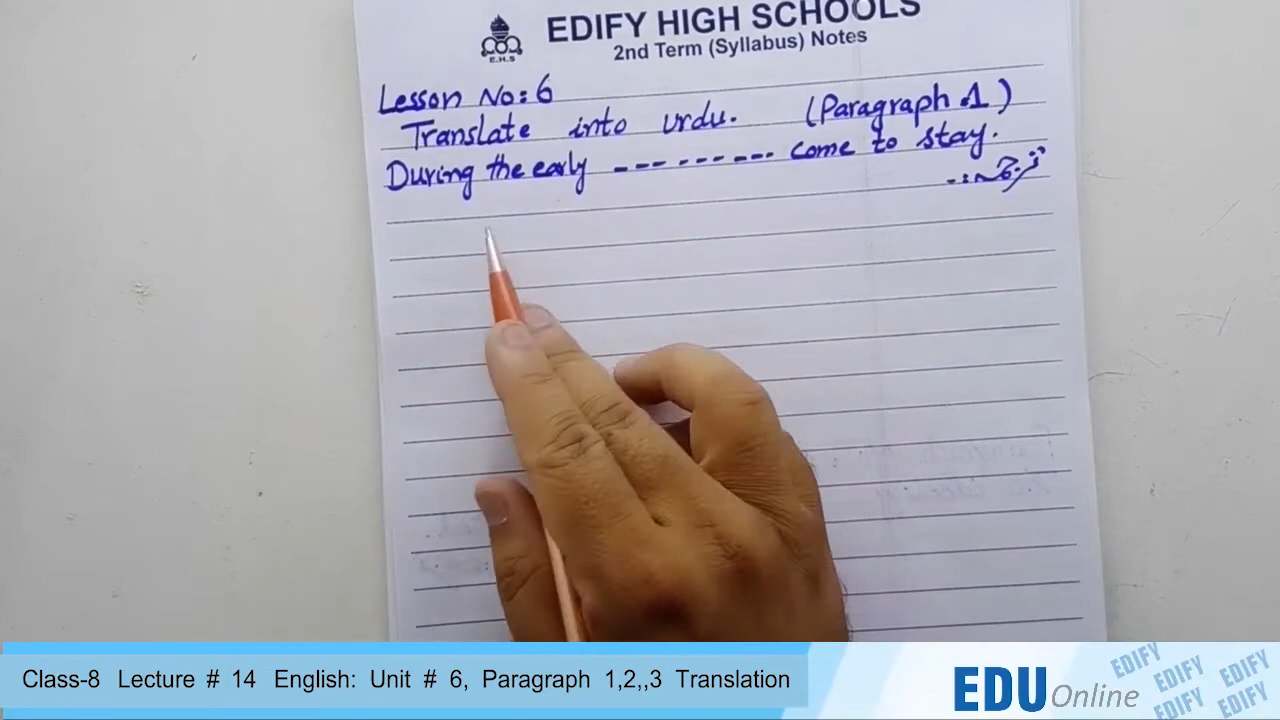 EDIFY HIGH SCHOOLS
E.H.S
2nd Term (Syllabus) Notes
Lesson No: 6
Translate into urdu. (Paragraph .1)
During the early --------- come to stay.
ترجمہ:-
Class-8 Lecture # 14 English: Unit # 6, Paragraph 1,2,,3 Translation
EDU Online
EDIFY EDIFY EDIFY
EDIFY EDIFY